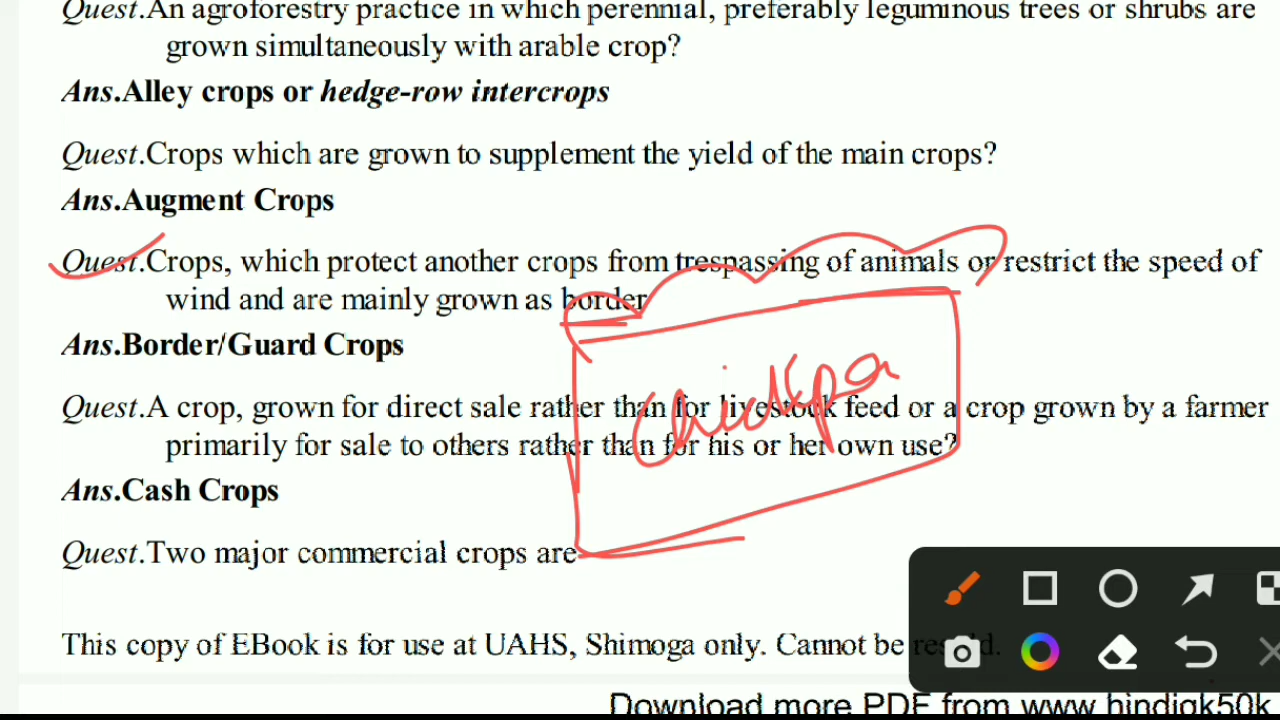 Quest.An agroforestry practice in which perennial, preferably leguminous trees or shrubs are
grown simultaneously with arable crop?
Ans.Alley crops or hedge-row intercrops
Quest.Crops which are grown to supplement the yield of the main crops?
Ans.Augment Crops
Quest.Crops, which protect another crops from trespassing of animals or restrict the speed of
wind and are mainly grown as border
Ans.Border/Guard Crops
Chickpa
Quest.A crop, grown for direct sale rather than for livestock feed or a crop grown by a farmer
primarily for sale to others rather than for his or her own use?
Ans.Cash Crops
Quest.Two major commercial crops are
This copy of EBook is for use at UAHS, Shimoga only. Cannot be resold.
Download more PDF from www.hindigk50k